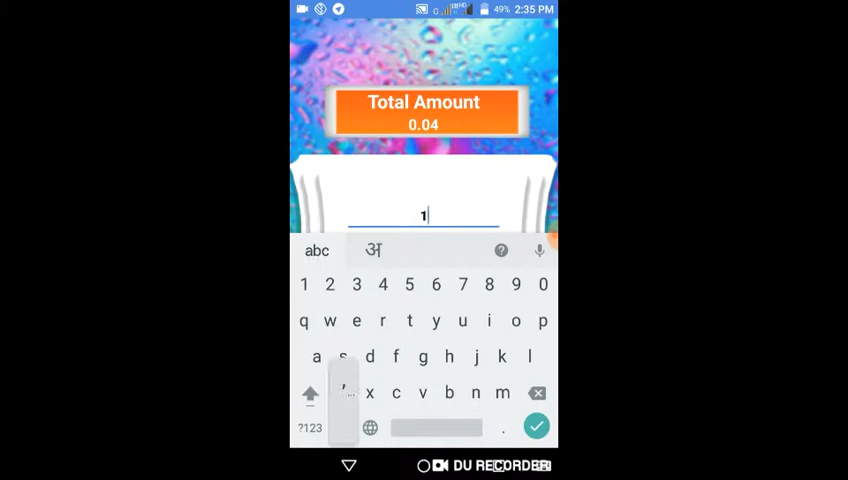 G 49% 2:35 PM
Total Amount
0.04
1
abc अ ?
1 2 3 4 5 6 7 8 9 0
q w e r t y u i o p
a s d f g h j k l
, ... x c v b n m
?123 .
DU RECORDER